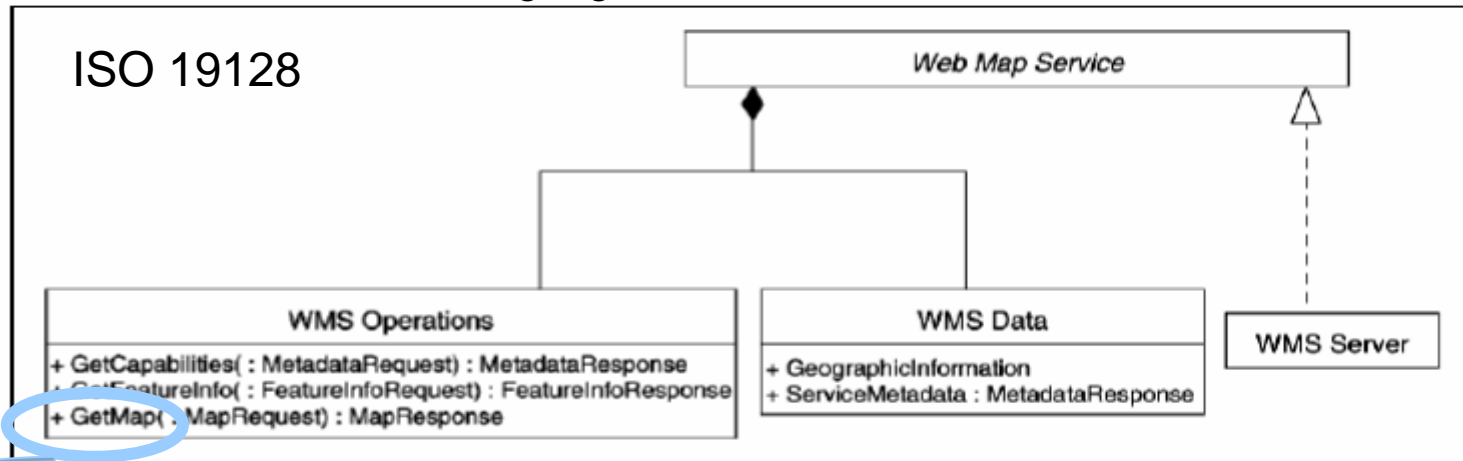 ISO 19128
Web Map Service
WMS Operations
+ GetCapabilities( : MetadataRequest) : MetadataResponse
+ GetFeatureInfo( : FeatureInfoRequest) : FeatureInfoResponse
+ GetMap( : MapRequest) : MapResponse
WMS Data
+ GeographicInformation
+ ServiceMetadata : MetadataResponse
WMS Server